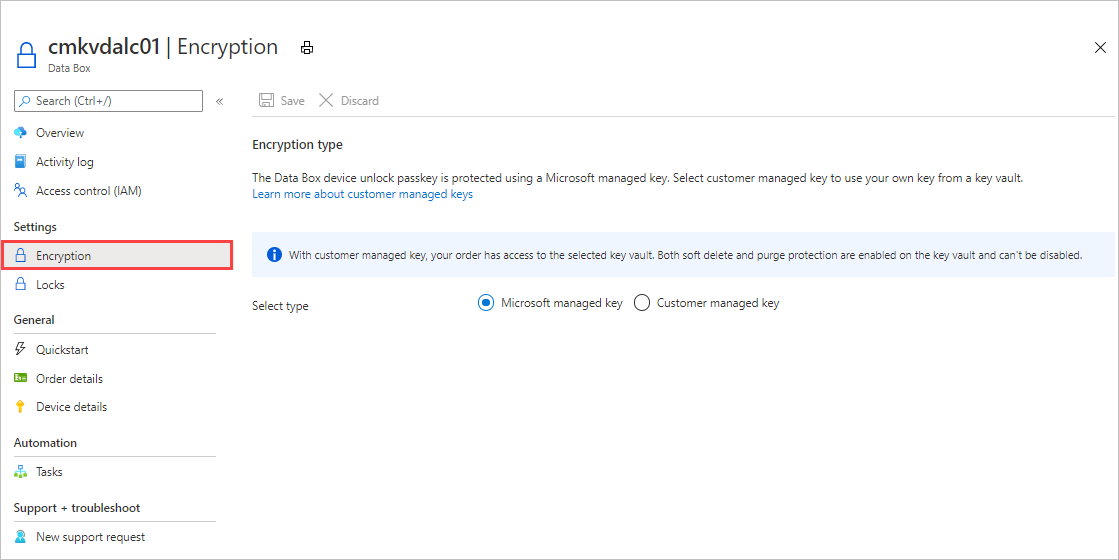 cmkvdalc01 | Encryption
Data Box
Search (Ctrl+/)
«
Overview
Activity log
Access control (IAM)
Settings
Encryption
Locks
General
Quickstart
Order details
Device details
Automation
Tasks
Support + troubleshoot
New support request
Save
Discard
Encryption type
The Data Box device unlock passkey is protected using a Microsoft managed key. Select customer managed key to use your own key from a key vault.
Learn more about customer managed keys
With customer managed key, your order has access to the selected key vault. Both soft delete and purge protection are enabled on the key vault and can't be disabled.
Select type
Microsoft managed key
Customer managed key